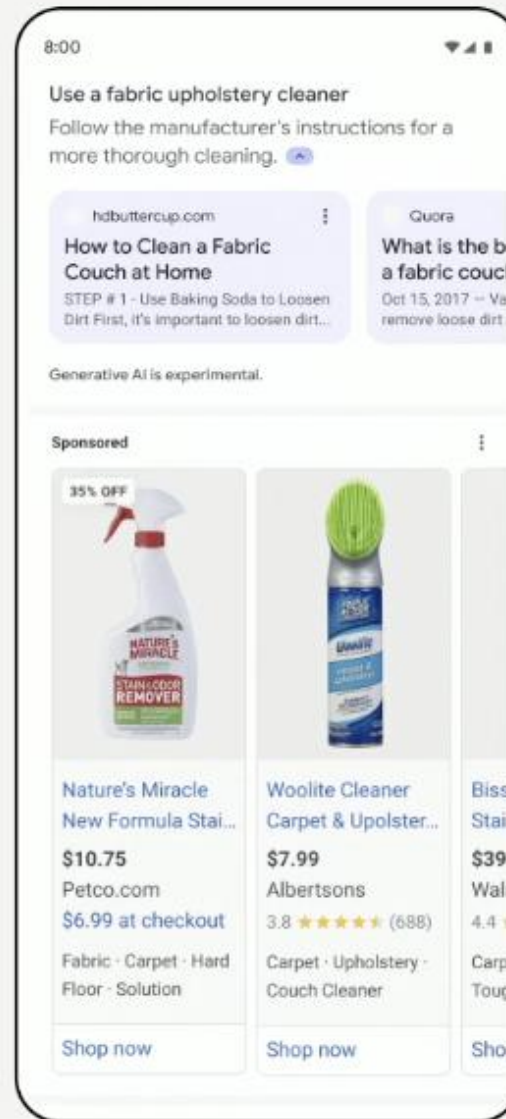 8:00
Use a fabric upholstery cleaner
Follow the manufacturer's instructions for a
more thorough cleaning.
hdbuttercup.com
How to Clean a Fabric
Couch at Home
STEP # 1 - Use Baking Soda to Loosen
Dirt First, it's important to loosen dirt...
Quora
What is the b
a fabric couc
Oct 15, 2017 — Va
remove loose dirt
Generative AI is experimental.
Sponsored
35% OFF
NATURE'S
MIRACLE
STAIN & ODOR
REMOVER
Woolite
Nature's Miracle
New Formula Stai...
$10.75
Petco.com
$6.99 at checkout
Fabric · Carpet · Hard
Floor · Solution
Shop now
Woolite Cleaner
Carpet & Upolster...
$7.99
Albertsons
3.8 ★★★★★ (688)
Carpet · Upholstery ·
Couch Cleaner
Shop now
Biss
Stai
$39
Wal
4.4
Carp
Toug
Sho